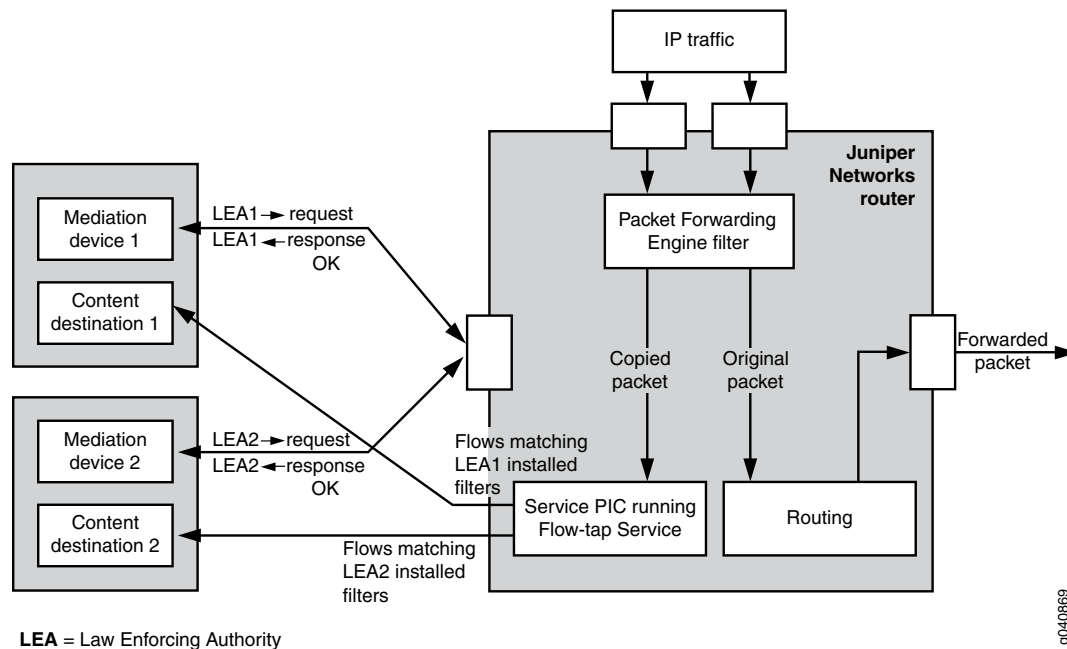 IP traffic
Juniper
Networks
router
Packet Forwarding
Engine filter
Mediation
device 1
LEA1 → request
LEA1 ← response
OK
Content
destination 1
Copied
packet
Original
packet
Forwarded
packet
Mediation
device 2
LEA2 → request
LEA2 ← response
OK
Flows matching
LEA1 installed
filters
Content
destination 2
Service PIC running
Flow-tap Service
Routing
Flows matching
LEA2 installed
filters
LEA = Law Enforcing Authority
g040869